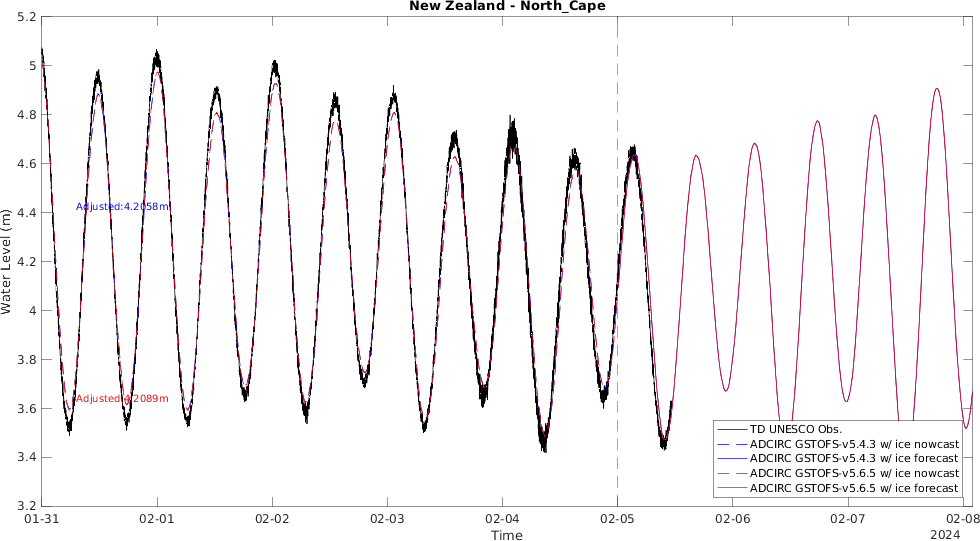 New Zealand - North_Cape
5.2
5
4.8
4.6
4.4
4.2
4
3.8
3.6
3.4
3.2
Water Level (m)
Adjusted:4.2058m
Adjusted:4.2089m
TD UNESCO Obs.
ADCIRC GSTOFS-v5.4.3 w/ ice nowcast
ADCIRC GSTOFS-v5.4.3 w/ ice forecast
ADCIRC GSTOFS-v5.6.5 w/ ice nowcast
ADCIRC GSTOFS-v5.6.5 w/ ice forecast
01-31 02-01 02-02 02-03 02-04 02-05 02-06 02-07 02-08
Time
2024